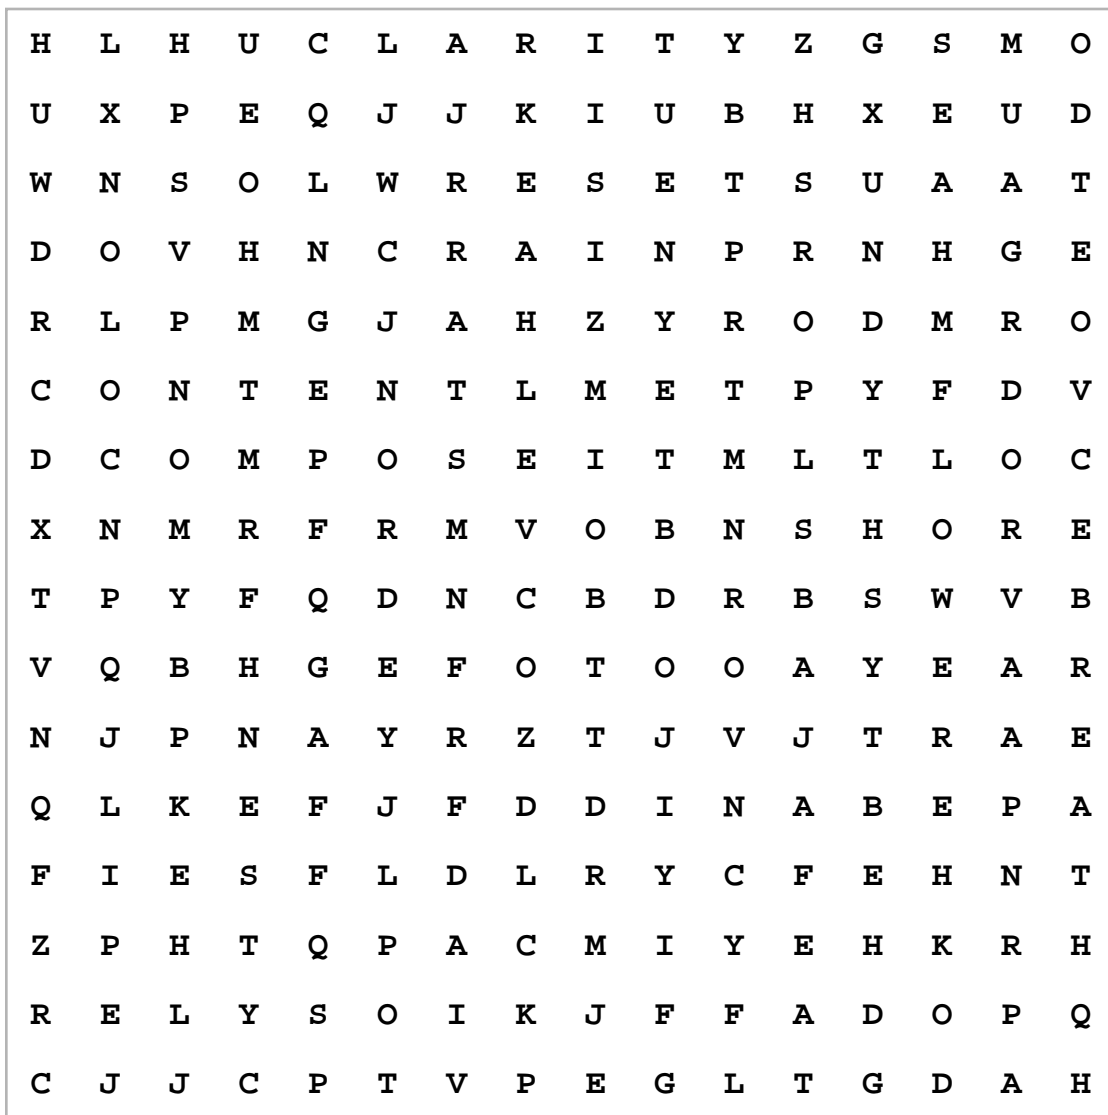 H L H U C L A R I T Y Z G S M O
U X P E Q J J K I U B H X E U D
W N S O L W R E S E T S U A A T
D O V H N C R A I N P R N H G E
R L P M G J A H Z Y R O D M R O
C O N T E N T L M E T P Y F D V
D C O M P O S E I T M L T L O C
X N M R F R M V O B N S H O R E
T P Y F Q D N C B D R B S W V B
V Q B H G E F O T O O A Y E A R
N J P N A Y R Z T J V J T R A E
Q L K E F J F D D I N A B E P A
F I E S F L D L R Y C F E H N T
Z P H T Q P A C M I Y E H K R H
R E L Y S O I K J F F A D O P Q
C J J C P T V P E G L T G D A H